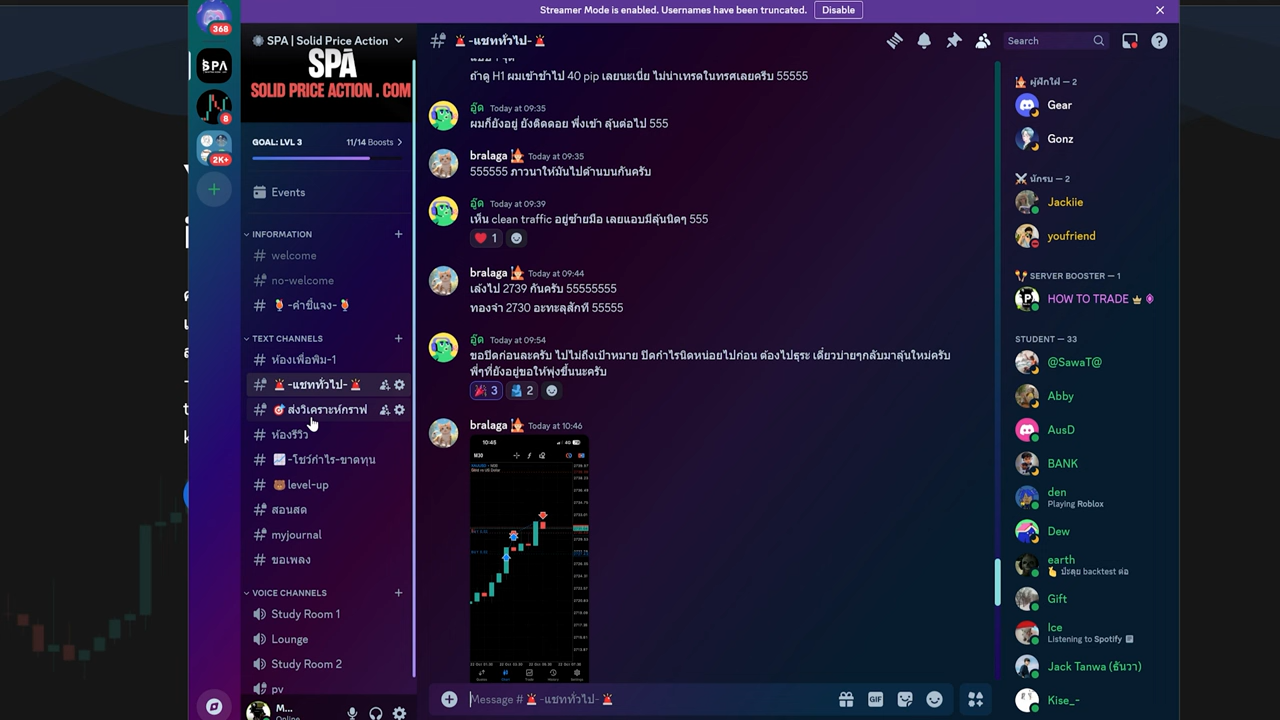 Streamer Mode is enabled. Usernames have been truncated.
Disable
368
SPA
8
2K+
SPA | Solid Price Action
SPA
SOLID PRICE ACTION . COM
GOAL: LVL 3
11/14 Boosts
Events
INFORMATION
welcome
no-welcome
-คำชี้แจง-
TEXT CHANNELS
ห้องเพื่อพิม-1
-แชททั่วไป-
ส่งวิเคราะห์กราฟ
ห้องรีวิว
-โชว์กำไร-ขาดทุน
level-up
สอนสด
myjournal
ขอเพลง
VOICE CHANNELS
Study Room 1
Lounge
Study Room 2
pv
M...
Online
-แชททั่วไป-
Search
ถ้าดู H1 ผมเข้าช้าไป 40 pip เลยนะเนี่ย ไม่น่าเทรดในทรศเลยครีบ 55555
อู๊ด Today at 09:35
ผมก็ยังอยู่ ยังติดดอย พึ่งเข้า ลุ้นต่อไป 555
bralaga Today at 09:35
555555 ภาวนาให้มันไปด้านบนกันครับ
อู๊ด Today at 09:39
เห็น clean traffic อยู่ซ้ายมือ เลยแอบมีลุ้นนิดๆ 555
1
bralaga Today at 09:44
เล้งไป 2739 กันครับ 55555555
ทองจ๋า 2730 อะทะลุสักที 55555
อู๊ด Today at 09:54
ขอปิดก่อนละครับ ไปไม่ถึงเป้าหมาย ปิดกำไรนิดหน่อยไปก่อน ต้องไปธุระ เดี๋ยวบ่ายๆกลับมาลุ้นใหม่ครับ
พี่ๆที่ยังอยู่ขอให้พุ่งขึ้นนะครับ
3
2
bralaga Today at 10:46
10:45
M30
Message # -แชททั่วไป-
GIF
ผู้ฝึกใฝ่ — 2
Gear
Gonz
นักรบ — 2
Jackiie
youfriend
SERVER BOOSTER — 1
HOW TO TRADE
STUDENT — 33
@SawaT@
Abby
AusD
BANK
den
Playing Roblox
Dew
earth
ปะลุย backtest ต่อ
Gift
Ice
Listening to Spotify
Jack Tanwa (ธันวา)
Kise_-